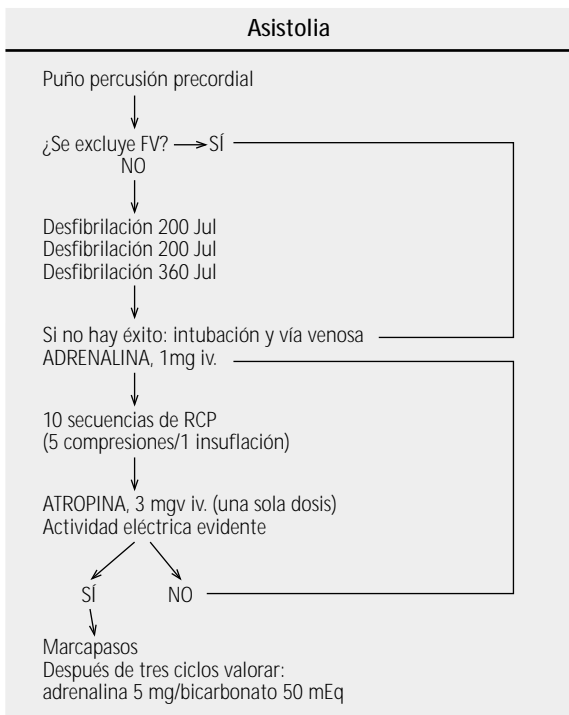 Asistolia
Puño percusión precordial
¿Se excluye FV? SÍ
NO
Desfibrilación 200 Jul
Desfibrilación 200 Jul
Desfibrilación 360 Jul
Si no hay éxito: intubación y vía venosa
ADRENALINA, 1mg iv.
10 secuencias de RCP
(5 compresiones/1 insuflación)
ATROPINA, 3 mgv iv. (una sola dosis)
Actividad eléctrica evidente
SÍ NO
Marcapasos
Después de tres ciclos valorar:
adrenalina 5 mg/bicarbonato 50 mEq